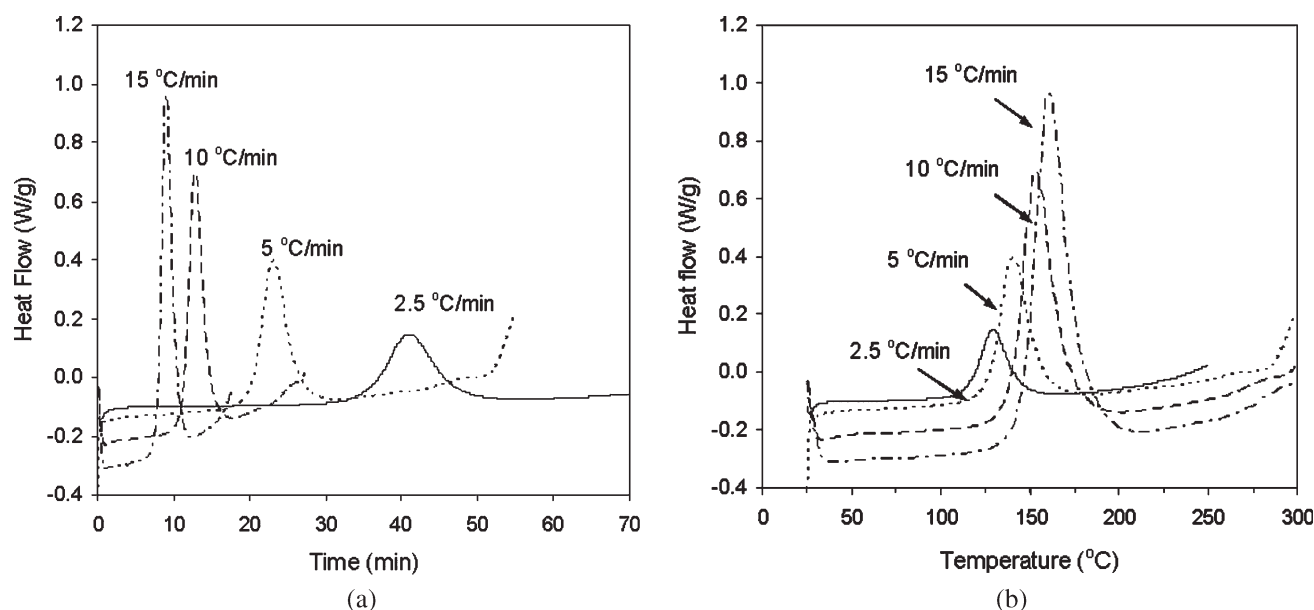 1.2
1.0
0.8
0.6
0.4
0.2
0.0
-0.2
-0.4
Heat Flow (W/g)
15 °C/min
10 °C/min
5 °C/min
2.5 °C/min
0 10 20 30 40 50 60 70
Time (min)
(a)
1.2
1.0
0.8
0.6
0.4
0.2
0.0
-0.2
-0.4
Heat flow (W/g)
15 °C/min
10 °C/min
5 °C/min
2.5 °C/min
0 50 100 150 200 250 300
Temperature (°C)
(b)